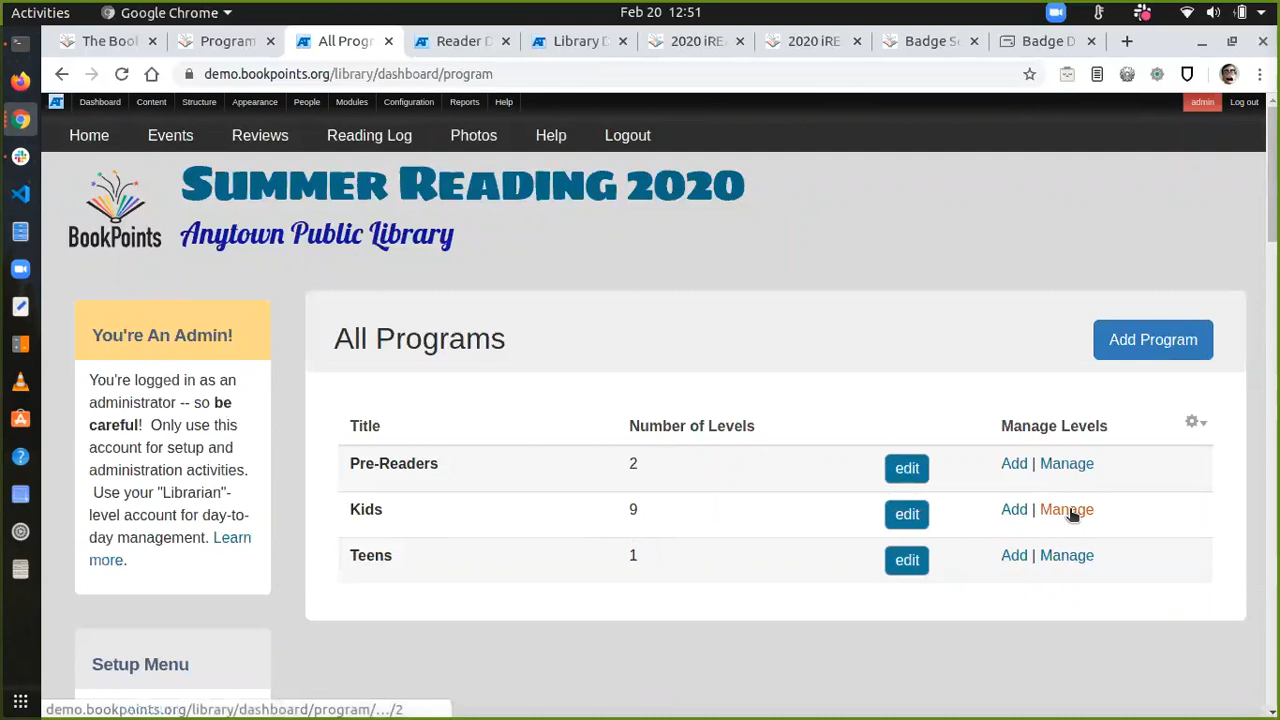 Activities
Google Chrome
Feb 20 12:51
The Bool
Program
All Progr
Reader D
Library D
2020 iRE
2020 iRE
Badge Se
Badge D
demo.bookpoints.org/library/dashboard/program
Dashboard
Content
Structure
Appearance
People
Modules
Configuration
Reports
Help
admin
Log out
Home
Events
Reviews
Reading Log
Photos
Help
Logout
BookPoints
Summer Reading 2020
Anytown Public Library
You're An Admin!
You're logged in as an
administrator -- so be
careful! Only use this
account for setup and
administration activities.
Use your "Librarian"-
level account for day-to-
day management. Learn
more.
Setup Menu
All Programs
Add Program
Title
Number of Levels
Manage Levels
Pre-Readers
2
edit
Add | Manage
Kids
9
edit
Add | Manage
Teens
1
edit
Add | Manage
demo.bookpoints.org/library/dashboard/program/.../2